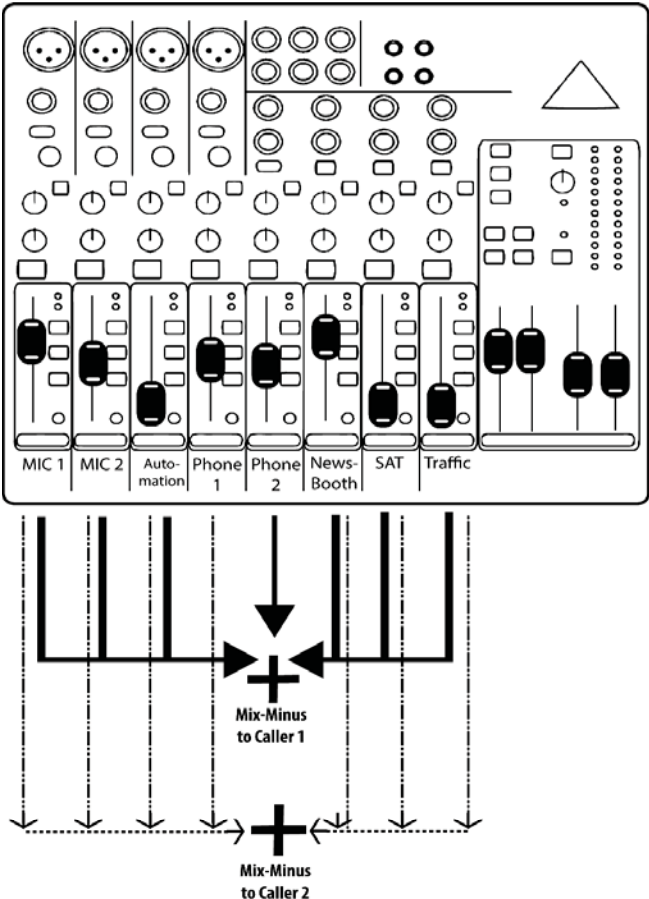 MIC 1
MIC 2
Auto-
mation
Phone
1
Phone
2
News-
Booth
SAT
Traffic
Mix-Minus
to Caller 1
Mix-Minus
to Caller 2